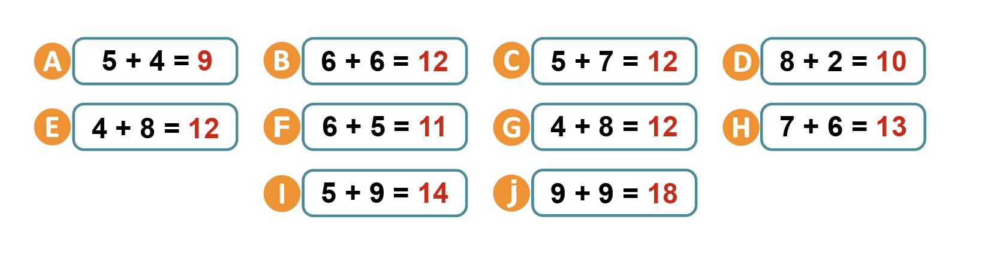 A 5 + 4 = 9 B 6 + 6 = 12 C 5 + 7 = 12 D 8 + 2 = 10
E 4 + 8 = 12 F 6 + 5 = 11 G 4 + 8 = 12 H 7 + 6 = 13
I 5 + 9 = 14 j 9 + 9 = 18